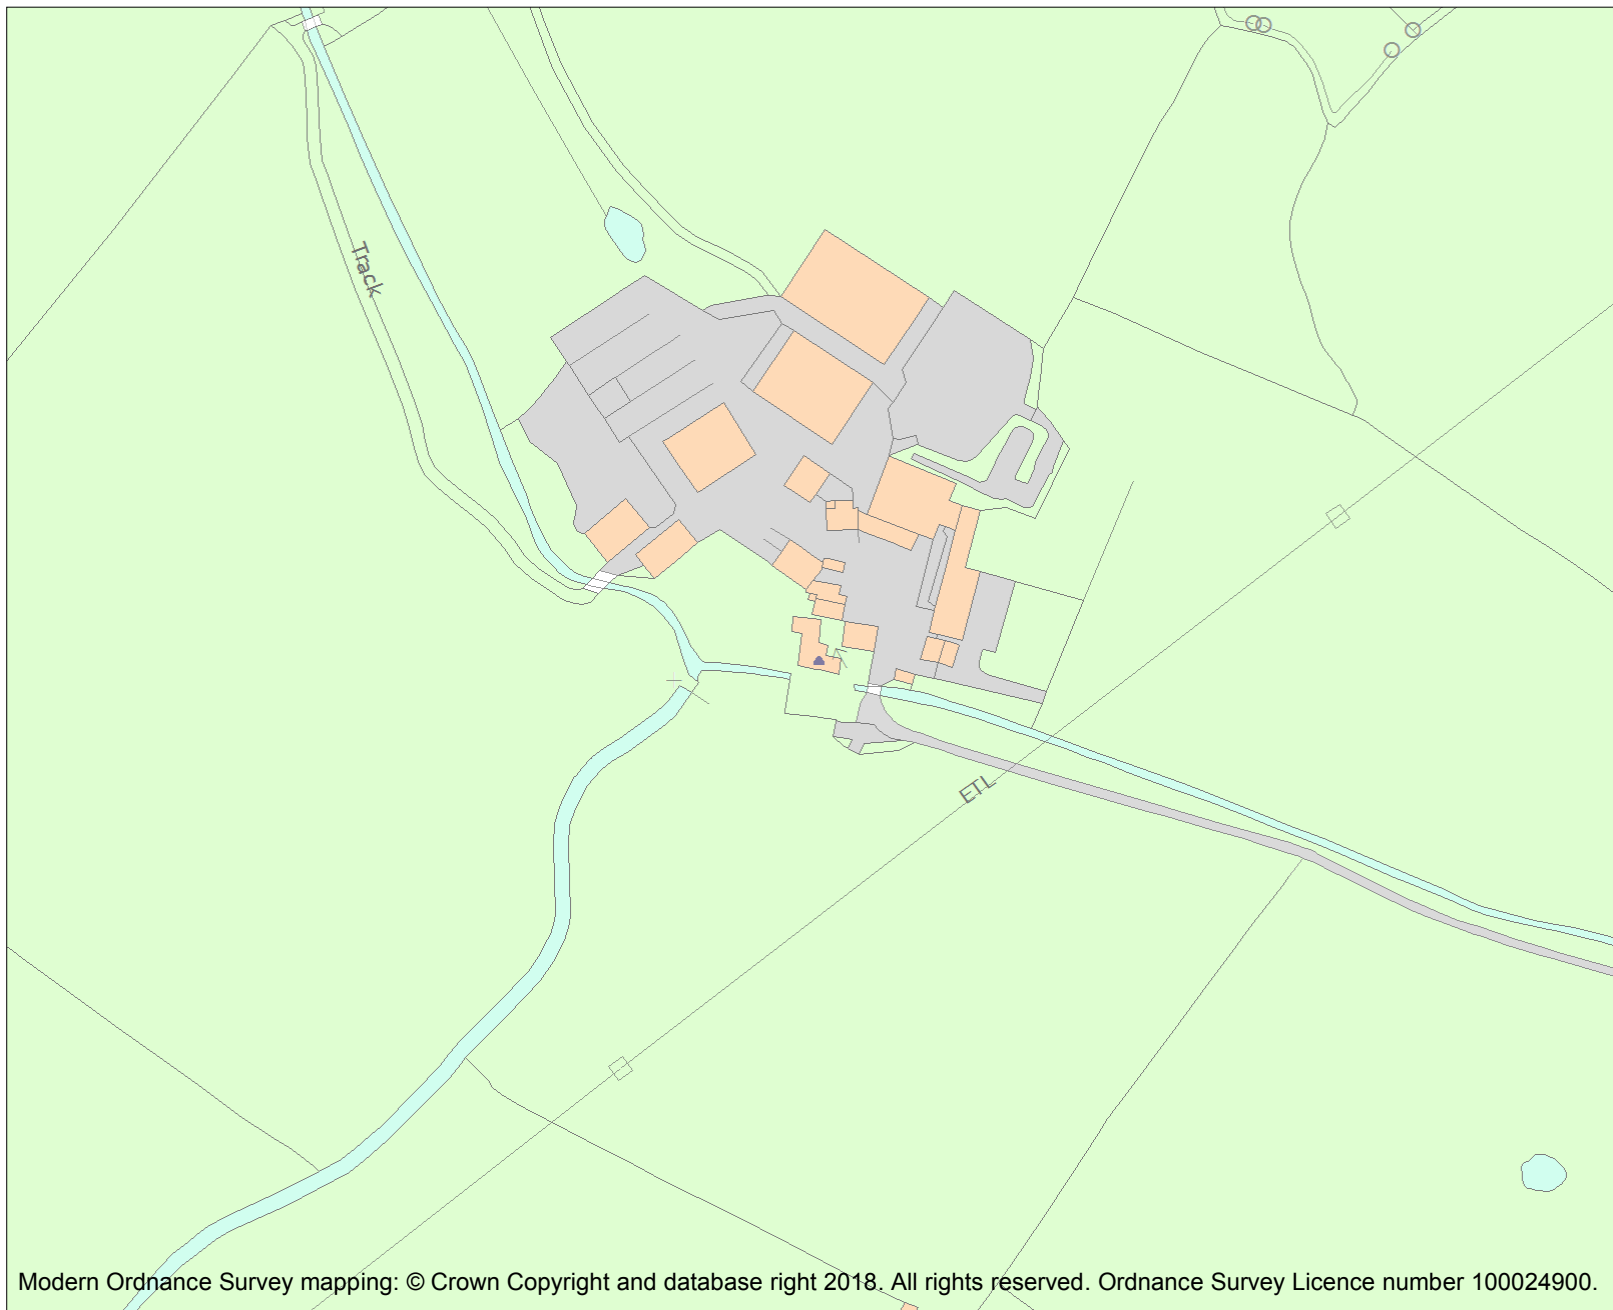 Track
ETL
Modern Ordnance Survey mapping: © Crown Copyright and database right 2018. All rights reserved. Ordnance Survey Licence number 100024900.